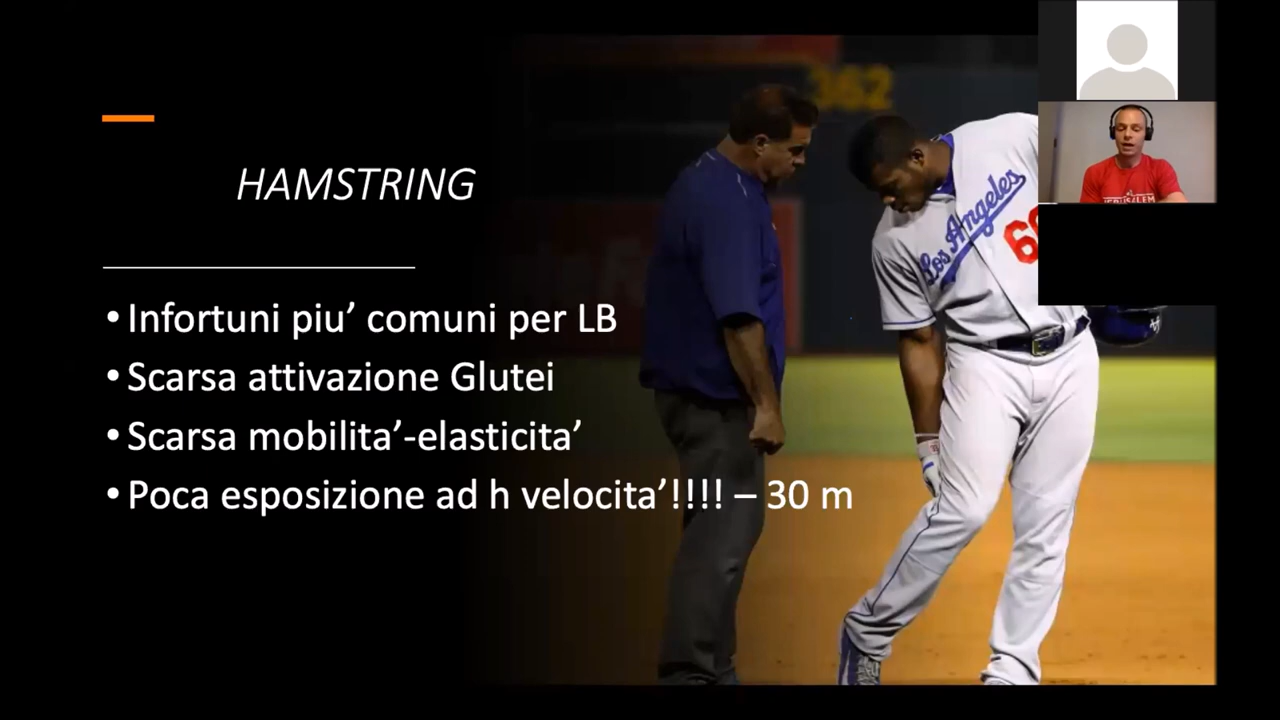 HAMSTRING
• Infortuni piu’ comuni per LB
• Scarsa attivazione Glutei
• Scarsa mobilita’-elasticita’
• Poca esposizione ad h velocita’!!!! – 30 m
362
Los Angeles
JERUSALEM